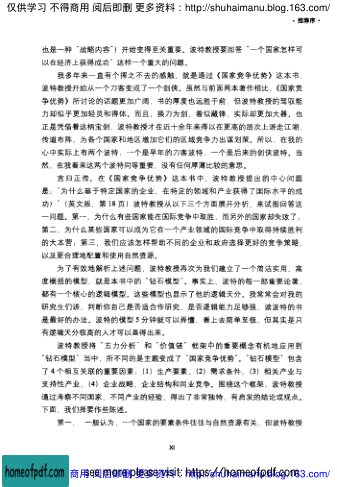 仅供学习 不得商用 阅后即删 更多资料：http://shuhaimanu.blog.163.com/
• 推荐序 •
也是一种“战略内容”）开始变得至关重要。波特教授要回答“一个国家怎样可
以在经济上获得成功”这样一个重大的问题。
我多年来一直有个挥之不去的感触，就是通过《国家竞争优势》这本书，
波特教授开始从一个刀客变成了一个剑侠。虽然与前面两本著作相比，《国家竞
争优势》所讨论的话题更加广阔，书的厚度也远胜于前，但波特教授的驾驭能
力却似乎更加轻灵和得体。而且，换刀为剑，看似藏锋，实际却更加大器。也
正是凭借着这柄宝剑，波特教授才在近十余年来得以在更高的层次上游走江湖，
传道布阵，为各个国家和地区增加它们的区域竞争力出谋划策。所以，在我的
心中实际上有两个波特：一个是早年的刀客波特，一个是后来的剑侠波特。当
然，在我看来这两个波特同等重要，没有任何厚薄比较的意思。
言归正传。在《国家竞争优势》这本书中，波特教授提出的中心问题
是：“为什么基于特定国家的企业，在特定的领域和产业获得了国际水平的成
功？”（英文版，第 18 页）波特教授从以下三个方面展开分析，来试图回答这
一问题。第一，为什么有些国家能在国际竞争中取胜，而另外的国家却失败了；
第二，为什么某些国家可以成为它在一个产业领域的国际竞争中取得持续胜利
的大本营；第三，我们应该怎样帮助不同的企业和政府选择更好的竞争策略，
以及更合理地配置和使用自然资源。
为了有效地解析上述问题，波特教授再次为我们建立了一个简洁实用、高
度概括的模型，就是本书中的“钻石模型”。事实上，波特的每一部重要论著，
都有一个核心的逻辑模型。这些模型也显示了他的逻辑天分。我常常会对我的
研究生们讲，判断你自己是否适合作研究，是否逻辑能力足够强，读波特的书
是最好的办法。波特的模型 5 分钟就可以弄懂，看上去简单至极，但其实是只
有逻辑天分极高的人才可以画得出来。
波特教授将“五力分析”和“价值链”框架中的重要概念有机地应用到
“钻石模型”当中，所不同的是主题变成了“国家竞争优势”。“钻石模型”包含
了 4 个相互关联的重要因素：（1）生产要素，（2）需求条件，（3）相关产业与
支持性产业，（4）企业战略、企业结构和同业竞争。围绕这个框架，波特教授
通过考察不同国家、不同产业的经验，得出了非常独特、有启发的结论或观点。
下面，我们择要作些陈述。
第一，一般认为，一个国家的要素条件往往与自然资源有关，但波特教授
XI
homeofpdf.com
see more please visit: https://homeofpdf.com